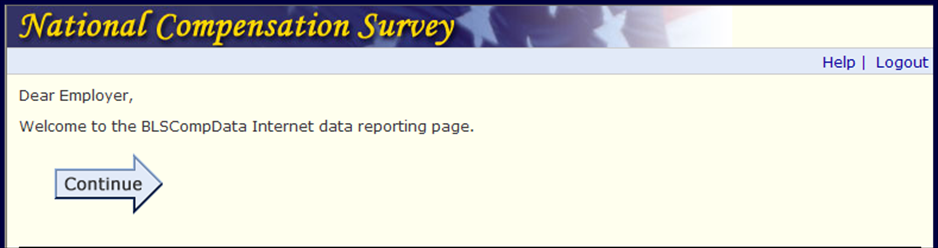 National Compensation Survey
Help | Logout
Dear Employer,
Welcome to the BLSCompData Internet data reporting page.
Continue